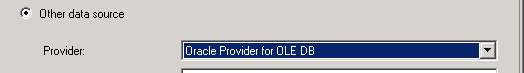 Other data source
Provider: Oracle Provider for OLE DB